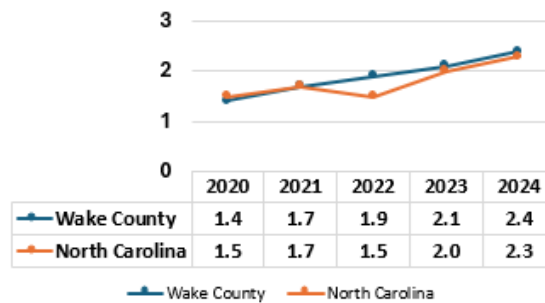 3
2
1
0
2020 2021 2022 2023 2024
Wake County 1.4 1.7 1.9 2.1 2.4
North Carolina 1.5 1.7 1.5 2.0 2.3
Wake County North Carolina